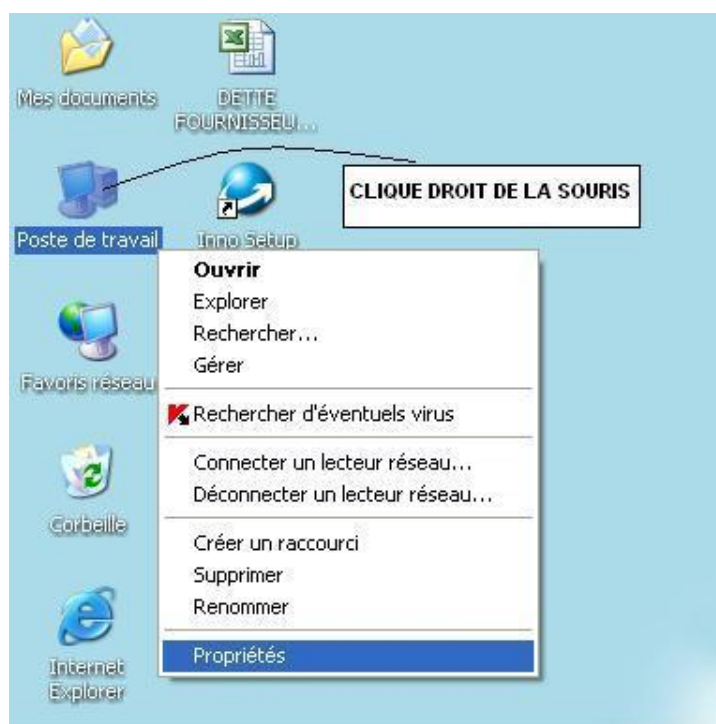 Mes documents
DETTE
FOURNISSEU...
CLIQUE DROIT DE LA SOURIS
Poste de travail
Inno Setup
Ouvrir
Explorer
Rechercher...
Gérer
Favoris réseau
Rechercher d'éventuels virus
Connecter un lecteur réseau...
Déconnecter un lecteur réseau...
Corbeille
Créer un raccourci
Supprimer
Renommer
Propriétés
Internet
Explorer